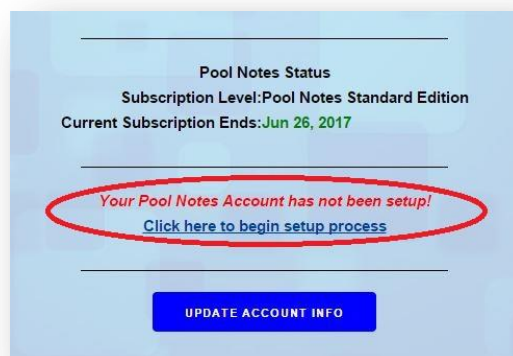 Pool Notes Status
Subscription Level:Pool Notes Standard Edition
Current Subscription Ends:Jun 26, 2017
Your Pool Notes Account has not been setup!
Click here to begin setup process
UPDATE ACCOUNT INFO